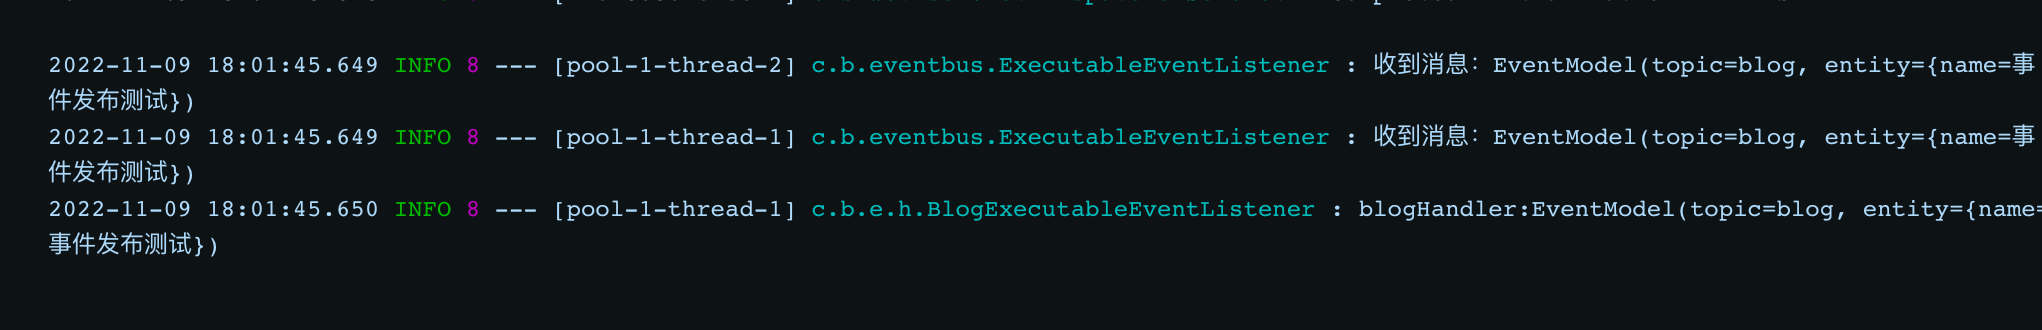 2022-11-09 18:01:45.649 INFO 8 --- [pool-1-thread-2] c.b.eventbus.ExecutableEventListener : 收到消息：EventModel(topic=blog, entity={name=事
件发布测试})
2022-11-09 18:01:45.649 INFO 8 --- [pool-1-thread-1] c.b.eventbus.ExecutableEventListener : 收到消息：EventModel(topic=blog, entity={name=事
件发布测试})
2022-11-09 18:01:45.650 INFO 8 --- [pool-1-thread-1] c.b.e.h.BlogExecutableEventListener : blogHandler:EventModel(topic=blog, entity={name=
事件发布测试})